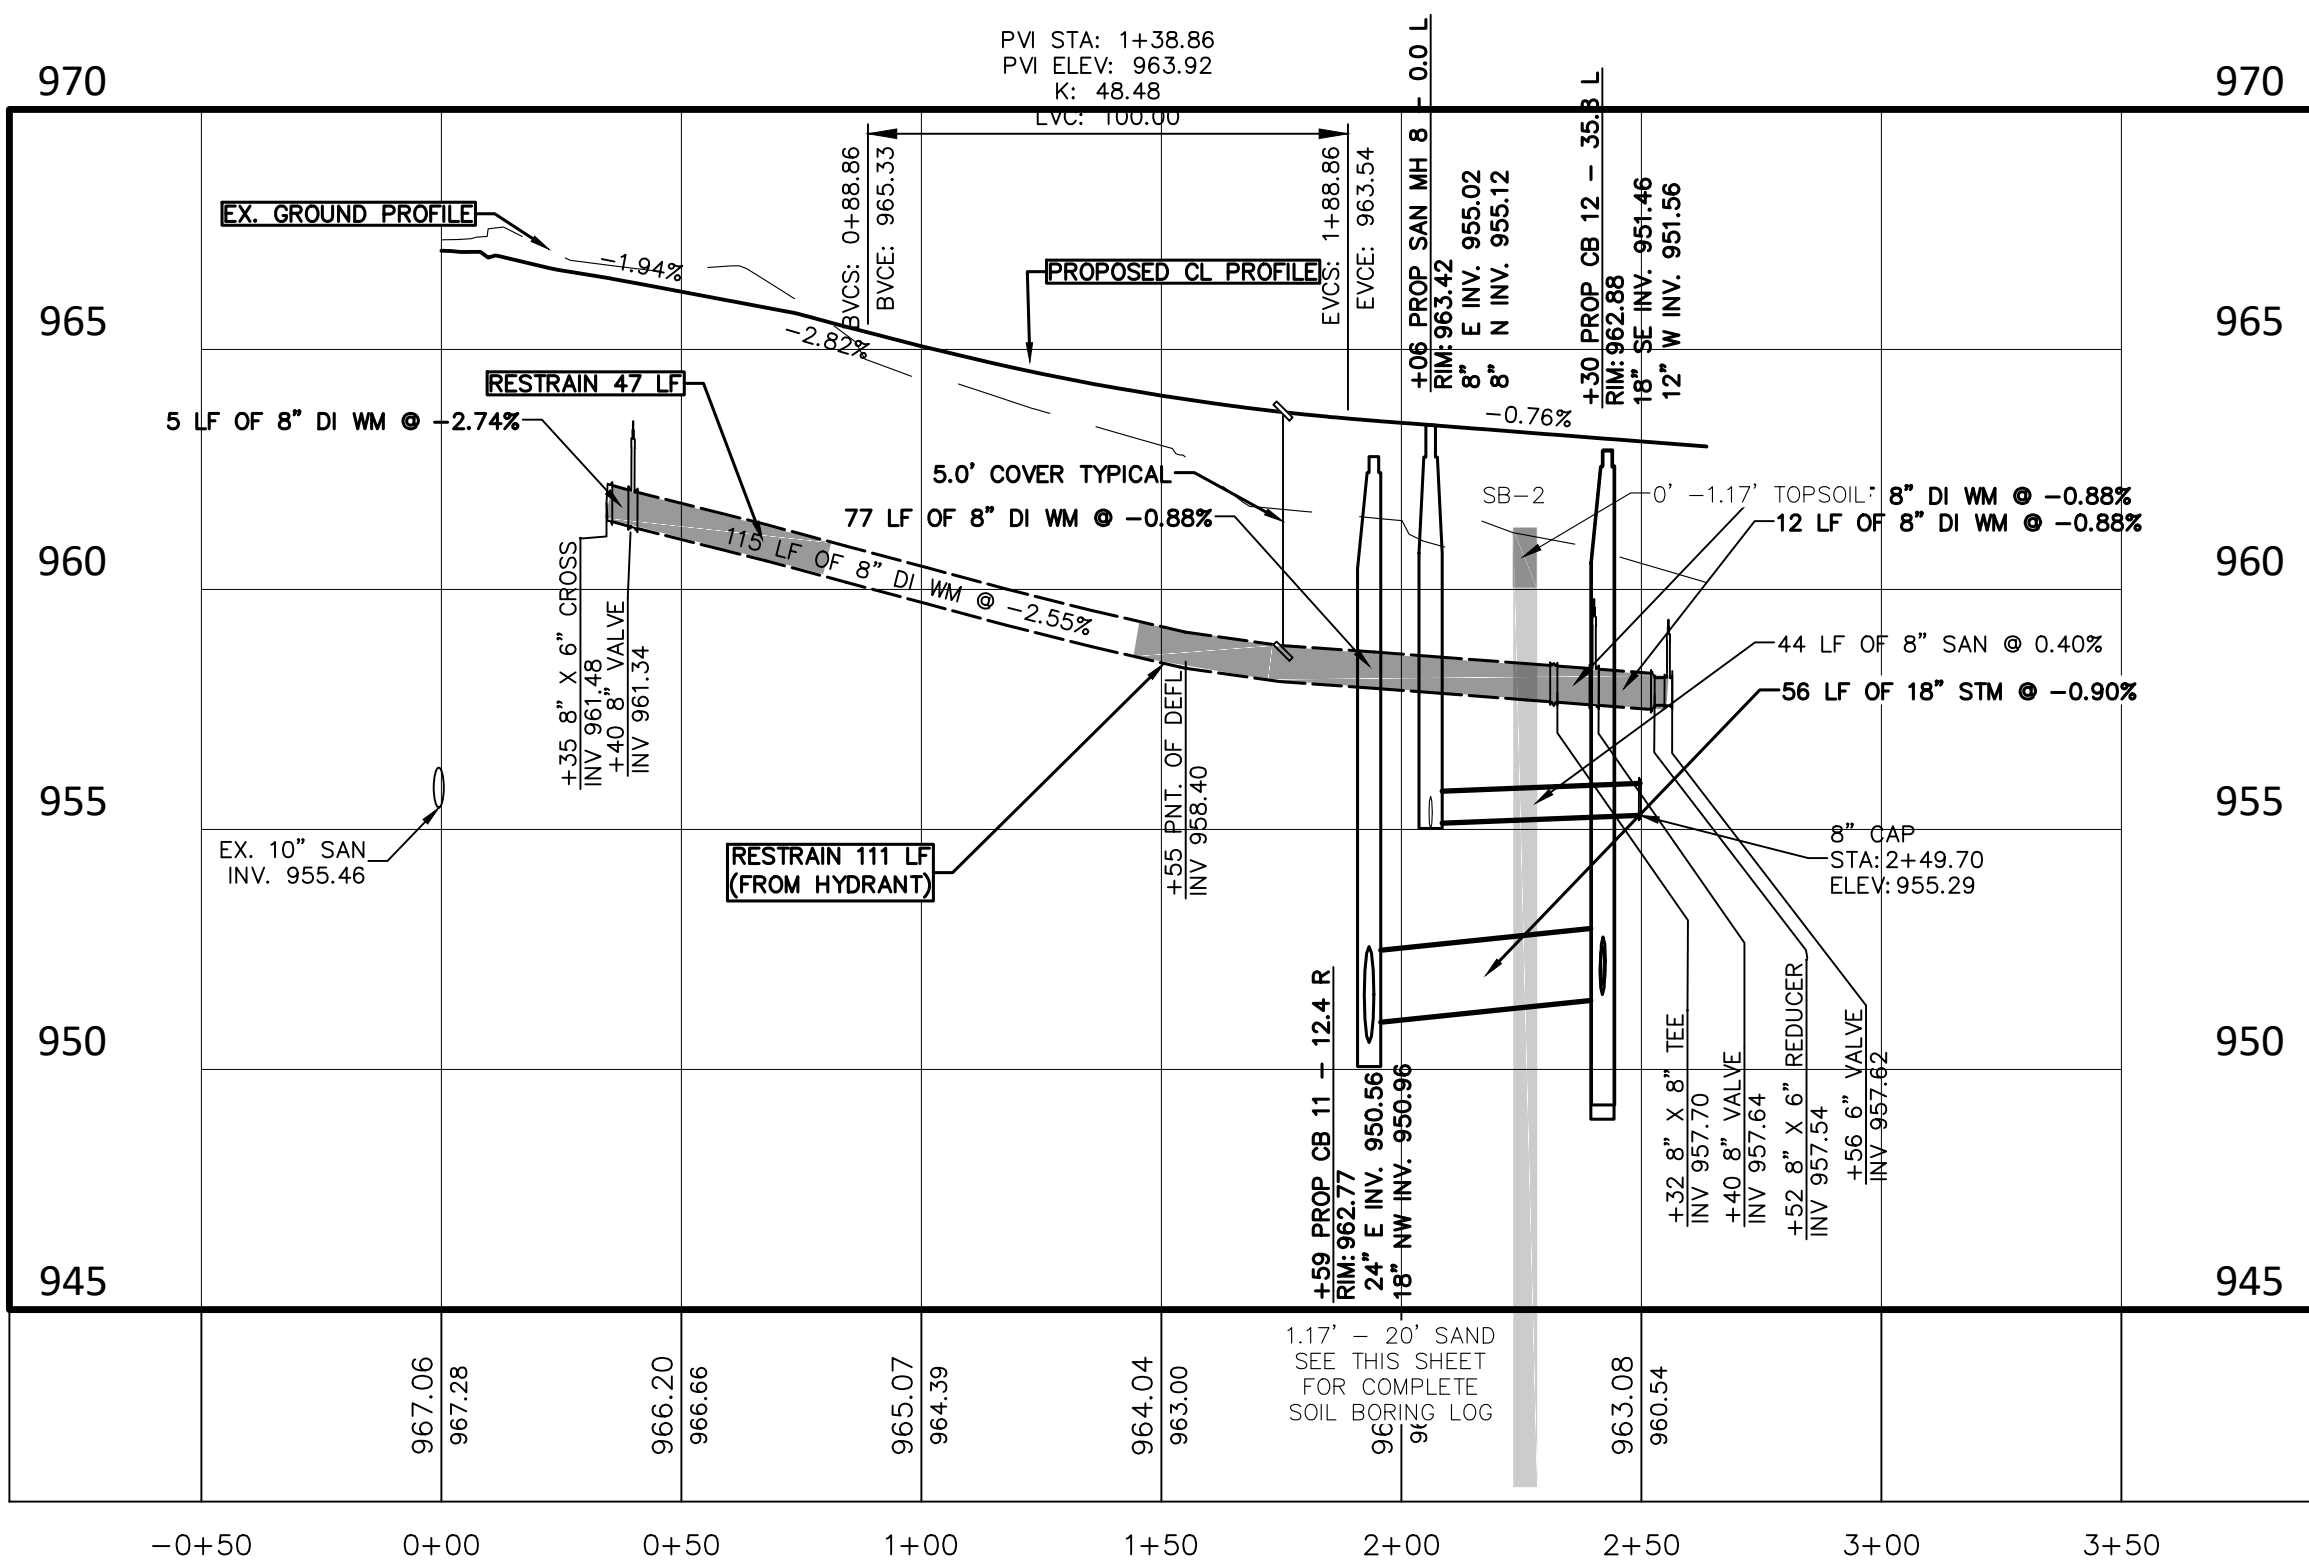 PVI STA: 1+38.86
PVI ELEV: 963.92
K: 48.48
LVC: 100.00
970
970
BVCS: 0+88.86
BVCE: 965.33
EVCS: 1+88.86
EVCE: 963.54
+06 PROP SAN MH 8 - 0.0 L
RIM:963.42
8" E INV. 955.02
8" N INV. 955.12
+30 PROP CB 12 - 35.8 L
RIM:962.88
18" SE INV. 951.46
12" W INV. 951.56
EX. GROUND PROFILE
-1.94%
PROPOSED CL PROFILE
965
965
-2.82%
RESTRAIN 47 LF
5 LF OF 8" DI WM @ -2.74%
-0.76%
5.0' COVER TYPICAL
SB-2
0' -1.17' TOPSOIL
8" DI WM @ -0.88%
77 LF OF 8" DI WM @ -0.88%
12 LF OF 8" DI WM @ -0.88%
115 LF OF 8" DI WM @ -2.55%
960
960
+35 8" X 6" CROSS
INV 961.48
+40 8" VALVE
INV 961.34
44 LF OF 8" SAN @ 0.40%
56 LF OF 18" STM @ -0.90%
+55 PNT. OF DEFL
INV 958.40
955
955
EX. 10" SAN
INV. 955.46
RESTRAIN 111 LF
(FROM HYDRANT)
8" CAP
STA:2+49.70
ELEV:955.29
950
950
+59 PROP CB 11 - 12.4 R
RIM:962.77
24" E INV. 950.56
18" NW INV. 950.96
+32 8" X 8" TEE
INV 957.70
+40 8" VALVE
INV 957.64
+52 8" X 6" REDUCER
INV 957.54
+56 6" VALVE
INV 957.62
945
945
1.17' - 20' SAND
SEE THIS SHEET
FOR COMPLETE
SOIL BORING LOG
967.06
967.28
966.20
966.66
965.07
964.39
964.04
963.00
963.08
960.54
-0+50 0+00 0+50 1+00 1+50 2+00 2+50 3+00 3+50